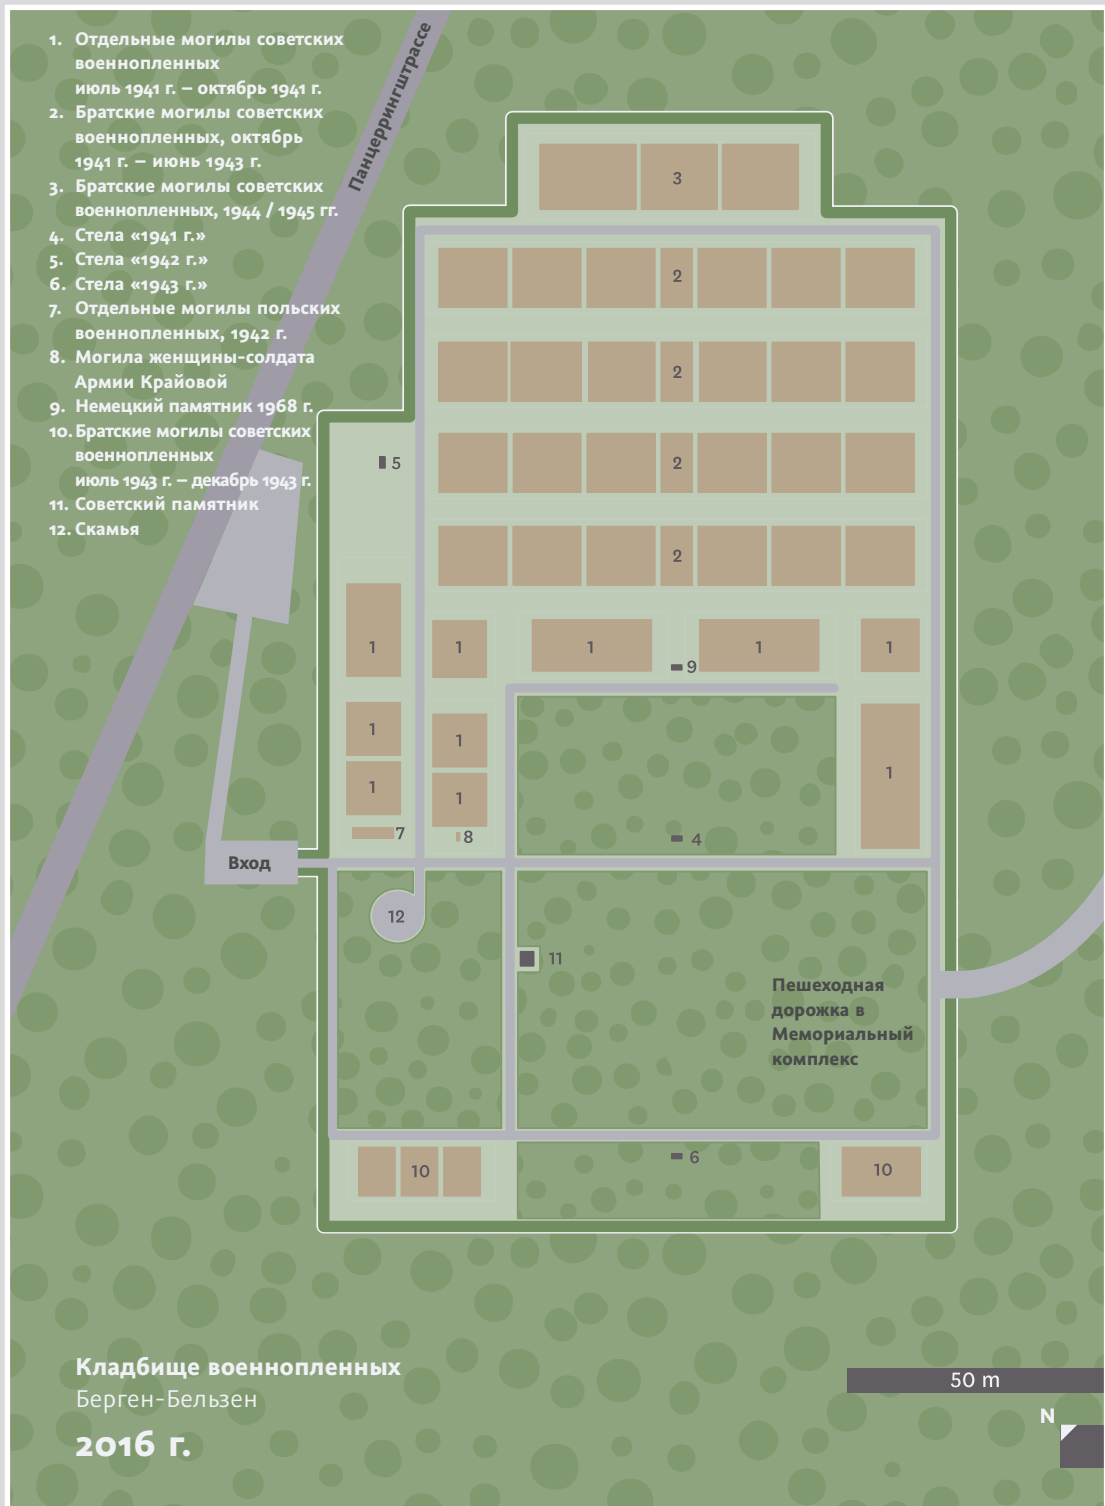 1. Отдельные могилы советских
военнопленных
июль 1941 г. – октябрь 1941 г.
2. Братские могилы советских
военнопленных, октябрь
1941 г. – июнь 1943 г.
3. Братские могилы советских
военнопленных, 1944 / 1945 гг.
4. Стела «1941 г.»
5. Стела «1942 г.»
6. Стела «1943 г.»
7. Отдельные могилы польских
военнопленных, 1942 г.
8. Могила женщины-солдата
Армии Крайовой
9. Немецкий памятник 1968 г.
10. Братские могилы советских
военнопленных
июль 1943 г. – декабрь 1943 г.
11. Советский памятник
12. Скамья
Панцеррингштрассе
3
2
2
5
2
2
1
1
1
1
1
9
1
1
1
1
1
7
8
4
Вход
12
11
Пешеходная
дорожка в
Мемориальный
комплекс
10
6
10
Кладбище военнопленных
Берген-Бельзен
2016 г.
50 m
N